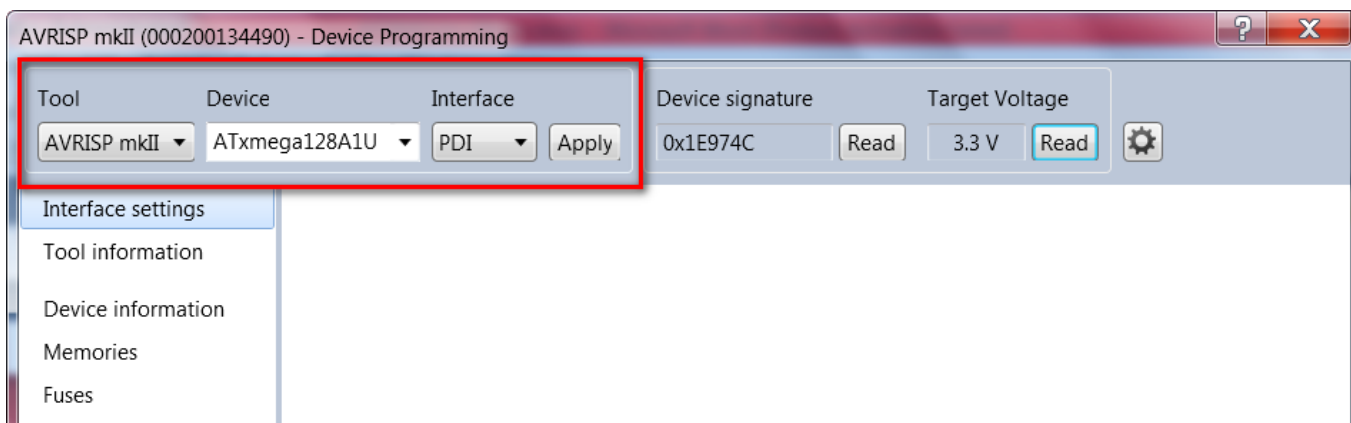 AVRISP mkII (000200134490) - Device Programming
Tool Device Interface Device signature Target Voltage
AVRISP mkII ATxmega128A1U PDI Apply 0x1E974C Read 3.3 V Read
Interface settings
Tool information
Device information
Memories
Fuses